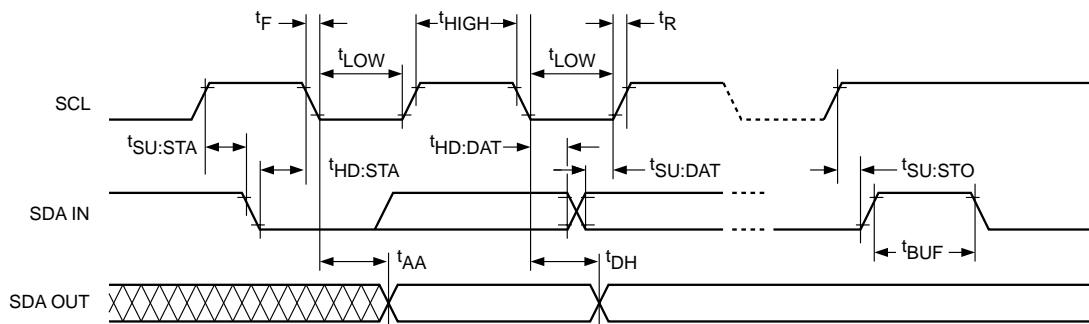 tF
tHIGH
tR
tLOW
tLOW
SCL
tSU:STA
tHD:STA
tHD:DAT
tSU:DAT
tSU:STO
SDA IN
tBUF
tAA
tDH
SDA OUT